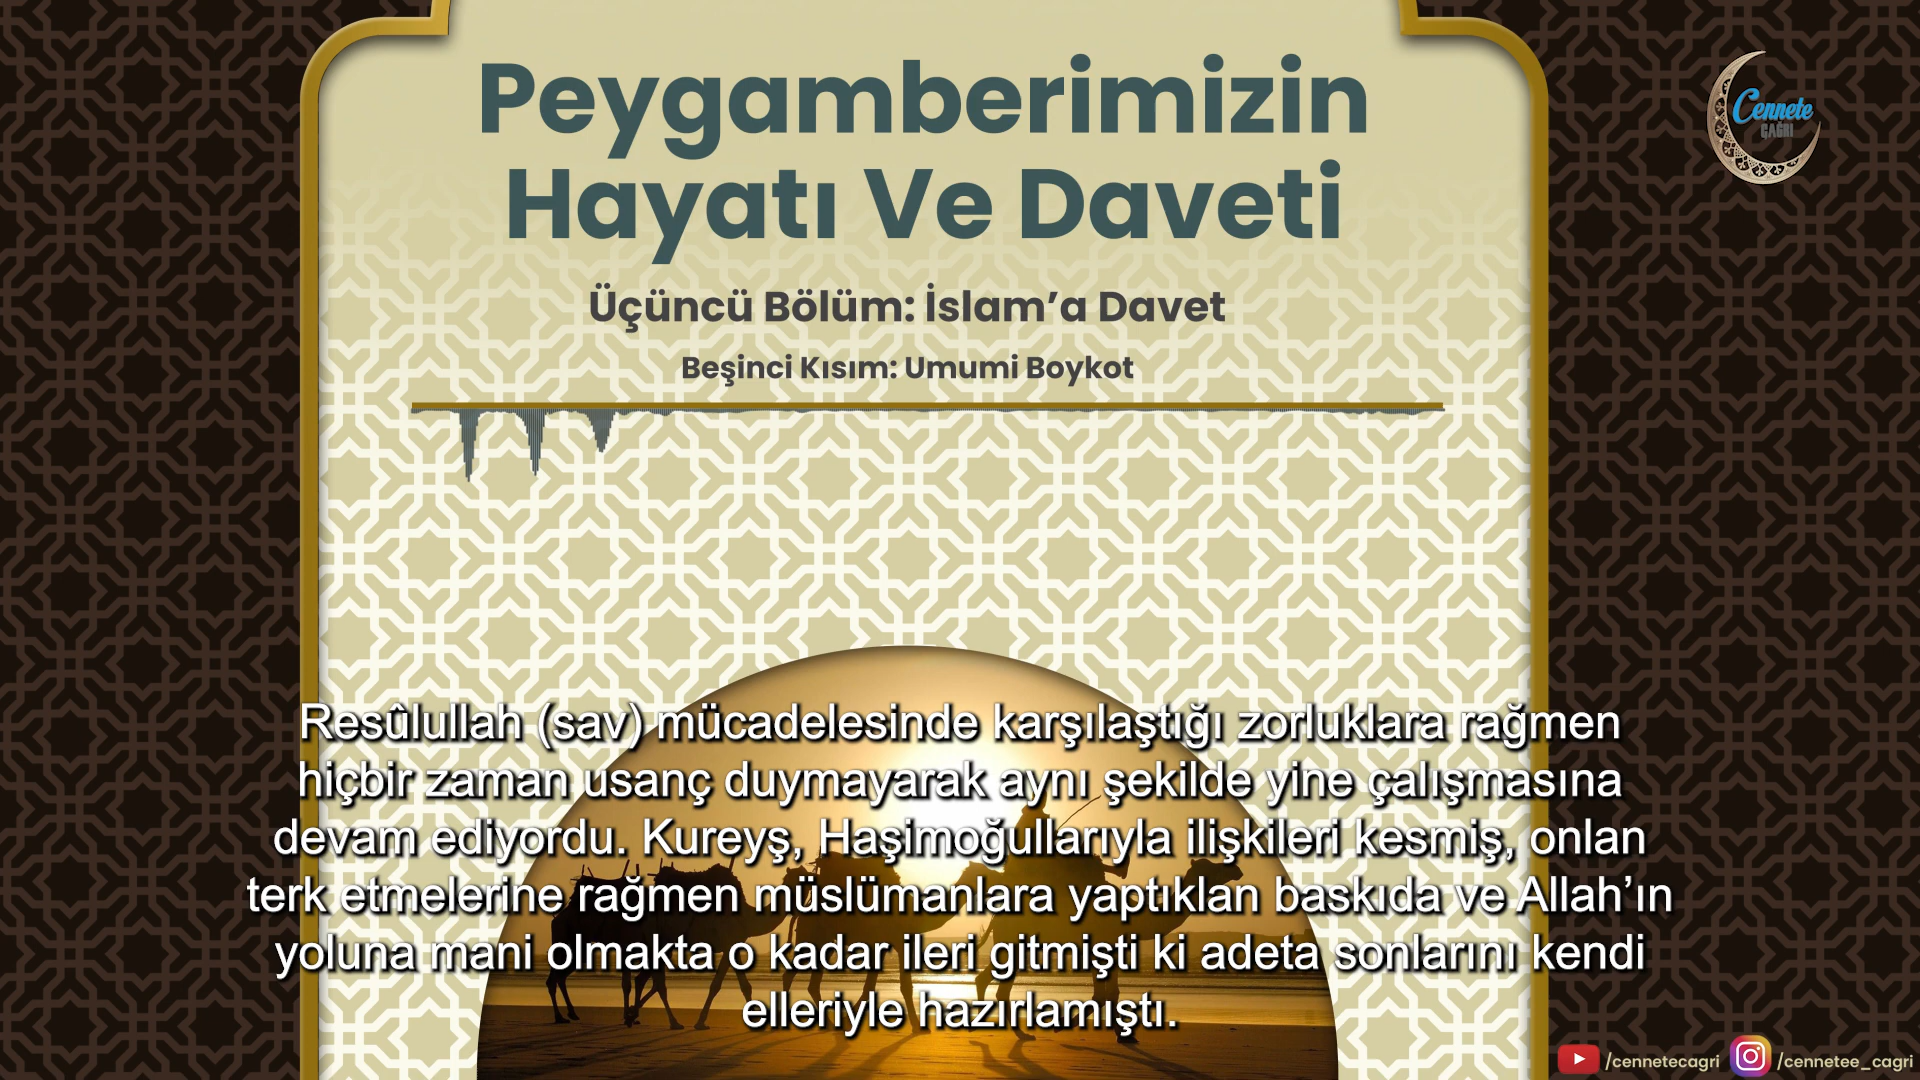 Peygamberimizin
Hayatı Ve Daveti
Cennete
ÇAĞRI
Üçüncü Bölüm: İslam’a Davet
Beşinci Kısım: Umumi Boykot
Resûlullah (sav) mücadelesinde karşılaştığı zorluklara rağmen
hiçbir zaman usanç duymayarak aynı şekilde yine çalışmasına
devam ediyordu. Kureyş, Haşimoğullarıyla ilişkileri kesmiş, onlan
terk etmelerine rağmen müslümanlara yaptıklan baskıda ve Allah’ın
yoluna mani olmakta o kadar ileri gitmişti ki adeta sonlarını kendi
elleriyle hazırlamıştı.
/cennetecagri
/cennetee_cagri